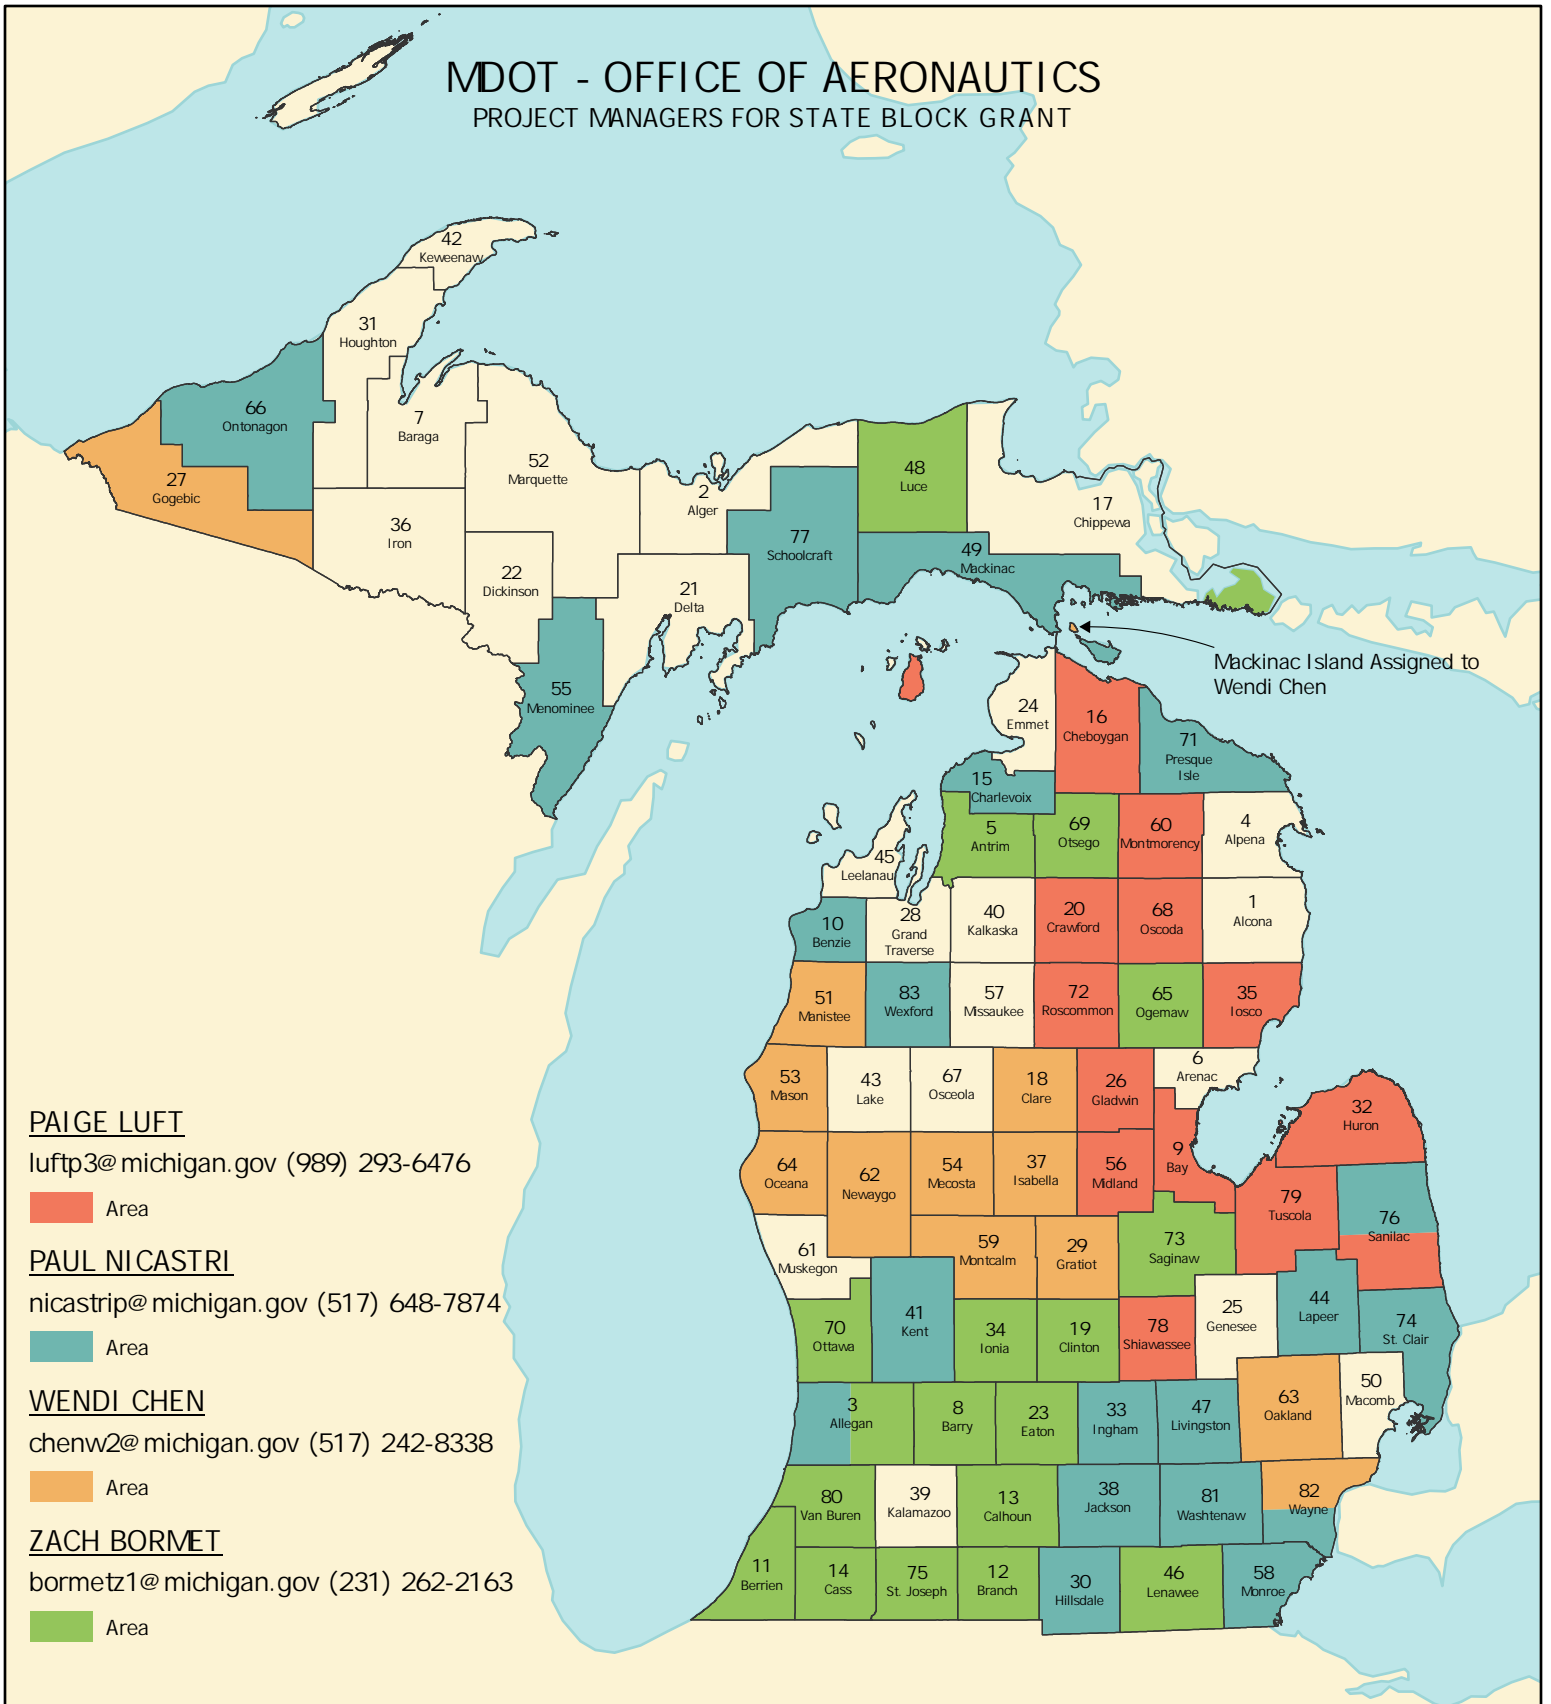 MDOT - OFFICE OF AERONAUTICS
PROJECT MANAGERS FOR STATE BLOCK GRANT
42
Keweenaw
31
Houghton
66
Ontonagon
7
Baraga
27
Gogebic
52
Marquette
48
Luce
2
Alger
17
Chippewa
36
Iron
77
Schoolcraft
49
Mackinac
22
Dickinson
21
Delta
Mackinac Island Assigned to
Wendi Chen
55
Menominee
24
Emmet
16
Cheboygan
71
Presque
Isle
15
Charlevoix
5
Antrim
69
Otsego
60
Montmorency
4
Alpena
45
Leelanau
10
Benzie
28
Grand
Traverse
40
Kalkaska
20
Crawford
68
Oscoda
1
Alcona
51
Manistee
83
Wexford
57
Missaukee
72
Roscommon
65
Ogemaw
35
Iosco
53
Mason
43
Lake
67
Osceola
18
Clare
26
Gladwin
6
Arenac
32
Huron
64
Oceana
62
Newaygo
54
Mecosta
37
Isabella
56
Midland
9
Bay
79
Tuscola
76
Sanilac
61
Muskegon
59
Montcalm
29
Gratiot
73
Saginaw
70
Ottawa
41
Kent
34
Ionia
19
Clinton
78
Shiawassee
25
Genesee
44
Lapeer
74
St. Clair
3
Allegan
8
Barry
23
Eaton
33
Ingham
47
Livingston
63
Oakland
50
Macomb
80
Van Buren
39
Kalamazoo
13
Calhoun
38
Jackson
81
Washtenaw
82
Wayne
11
Berrien
14
Cass
75
St. Joseph
12
Branch
30
Hillsdale
46
Lenawee
58
Monroe
PAIGE LUFT
luftp3@michigan.gov (989) 293-6476
Area
PAUL NICASTRI
nicastrip@michigan.gov (517) 648-7874
Area
WENDI CHEN
chenw2@michigan.gov (517) 242-8338
Area
ZACH BORMET
bormetz1@michigan.gov (231) 262-2163
Area